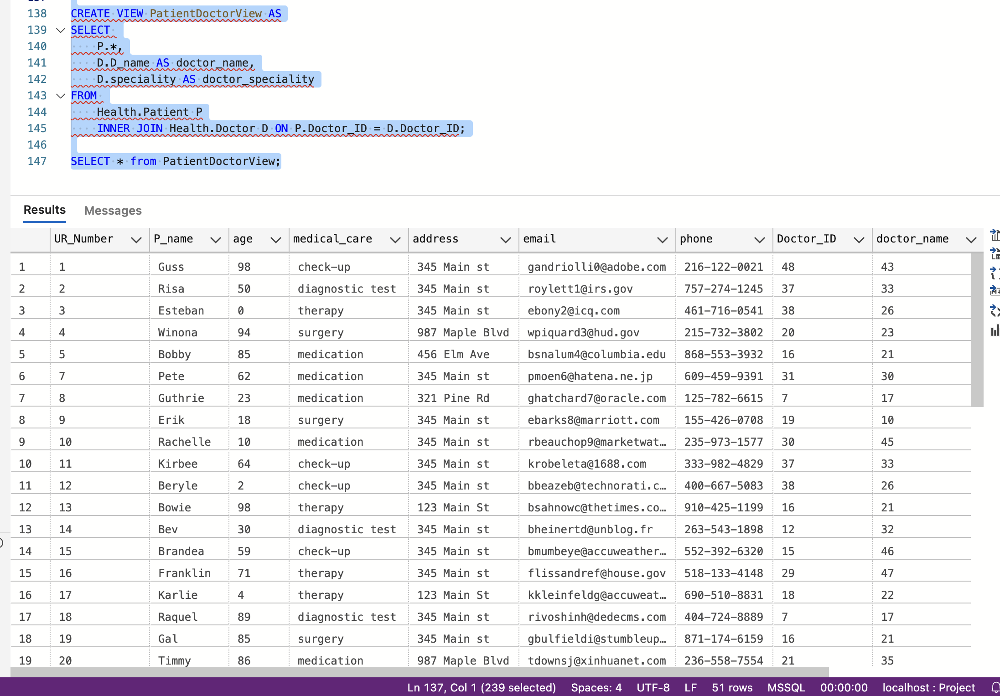 138 CREATE VIEW PatientDoctorView AS
139 SELECT
140 P.*,
141 D.D_name AS doctor_name,
142 D.speciality AS doctor_speciality
143 FROM
144 Health.Patient P
145 INNER JOIN Health.Doctor D ON P.Doctor_ID = D.Doctor_ID;
146
147 SELECT * from PatientDoctorView;
Results Messages
UR_Number P_name age medical_care address email phone Doctor_ID doctor_name
1 1 Guss 98 check-up 345 Main st gandriolli0@adobe.com 216-122-0021 48 43
2 2 Risa 50 diagnostic test 345 Main st roylett1@irs.gov 757-274-1245 37 33
3 3 Esteban 0 therapy 345 Main st ebony2@icq.com 461-716-0541 38 26
4 4 Winona 94 surgery 987 Maple Blvd wpiquard3@hud.gov 215-732-3802 20 23
5 5 Bobby 85 medication 456 Elm Ave bsnalum4@columbia.edu 868-553-3932 16 21
6 7 Pete 62 medication 345 Main st pmoen6@hatena.ne.jp 609-459-9391 31 30
7 8 Guthrie 23 medication 321 Pine Rd ghatchard7@oracle.com 125-782-6615 7 17
8 9 Erik 18 surgery 345 Main st ebarks8@marriott.com 155-426-0708 19 10
9 10 Rachelle 10 medication 345 Main st rbeauchop9@marketwat… 235-973-1577 30 45
10 11 Kirbee 64 check-up 345 Main st krobeleta@1688.com 333-982-4829 37 33
11 12 Beryle 2 check-up 345 Main st bbeazeb@technorati.c… 400-667-5083 38 26
12 13 Bowie 98 therapy 123 Main St bsahnowc@thetimes.co… 910-425-1199 16 21
13 14 Bev 30 diagnostic test 345 Main st bheinertd@unblog.fr 263-543-1898 12 32
14 15 Brandea 59 check-up 345 Main st bmumbeye@accuweather… 552-392-6320 15 46
15 16 Franklin 71 therapy 345 Main st flissandref@house.gov 518-133-4148 29 47
16 17 Karlie 4 therapy 123 Main St kkleinfeldg@accuweat… 690-510-8831 18 22
17 18 Raquel 89 diagnostic test 345 Main st rivoshinh@dedecms.com 404-724-8889 7 17
18 19 Gal 85 surgery 345 Main st gbulfieldi@stumbleup… 871-174-6159 16 21
19 20 Timmy 86 medication 987 Maple Blvd tdownsj@xinhuanet.com 236-558-7554 21 35
Ln 137, Col 1 (239 selected) Spaces: 4 UTF-8 LF 51 rows MSSQL 00:00:00 localhost : Project